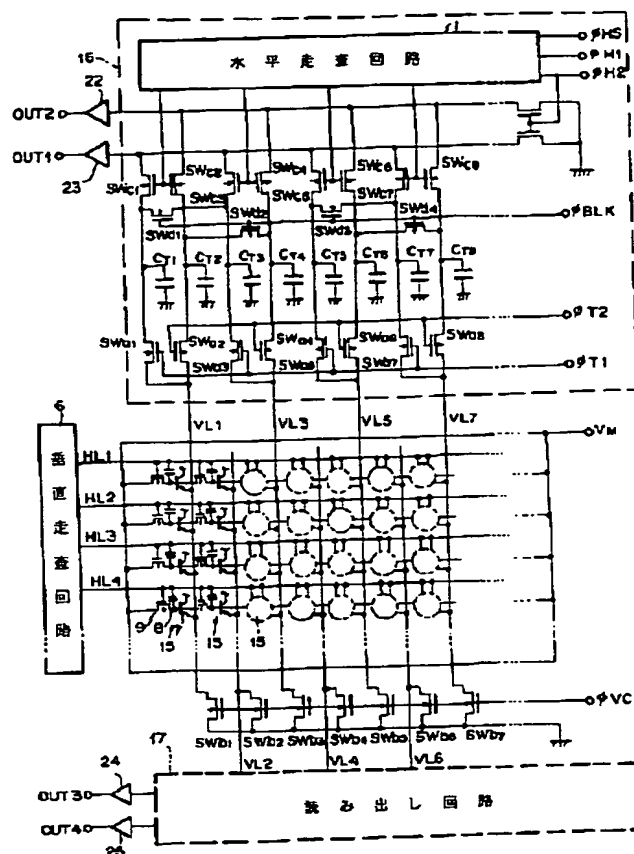 1
水平走査回路
φHS
φH1
φH2
16
22
OUT2
OUT1
23
SWC1 SWC2 SWC3 SWC4 SWC5 SWC6 SWC7 SWC8
φBLK
SWd1 SWd2 SWd3 SWd4
CT1 CT2 CT3 CT4 CT5 CT6 CT7 CT8
φT2
SWa1 SWa2 SWa3 SWa4 SWa5 SWa6 SWa7 SWa8
φT1
6
VL1 VL3 VL5 VL7
VM
垂直走査回路
HL1
HL2
HL3
HL4
9 8 7
15 15 15
φVC
SWb1 SWb2 SWb3 SWb4 SWb5 SWb6 SWb7
17
VL2 VL4 VL6
24
OUT3
読み出し回路
OUT4